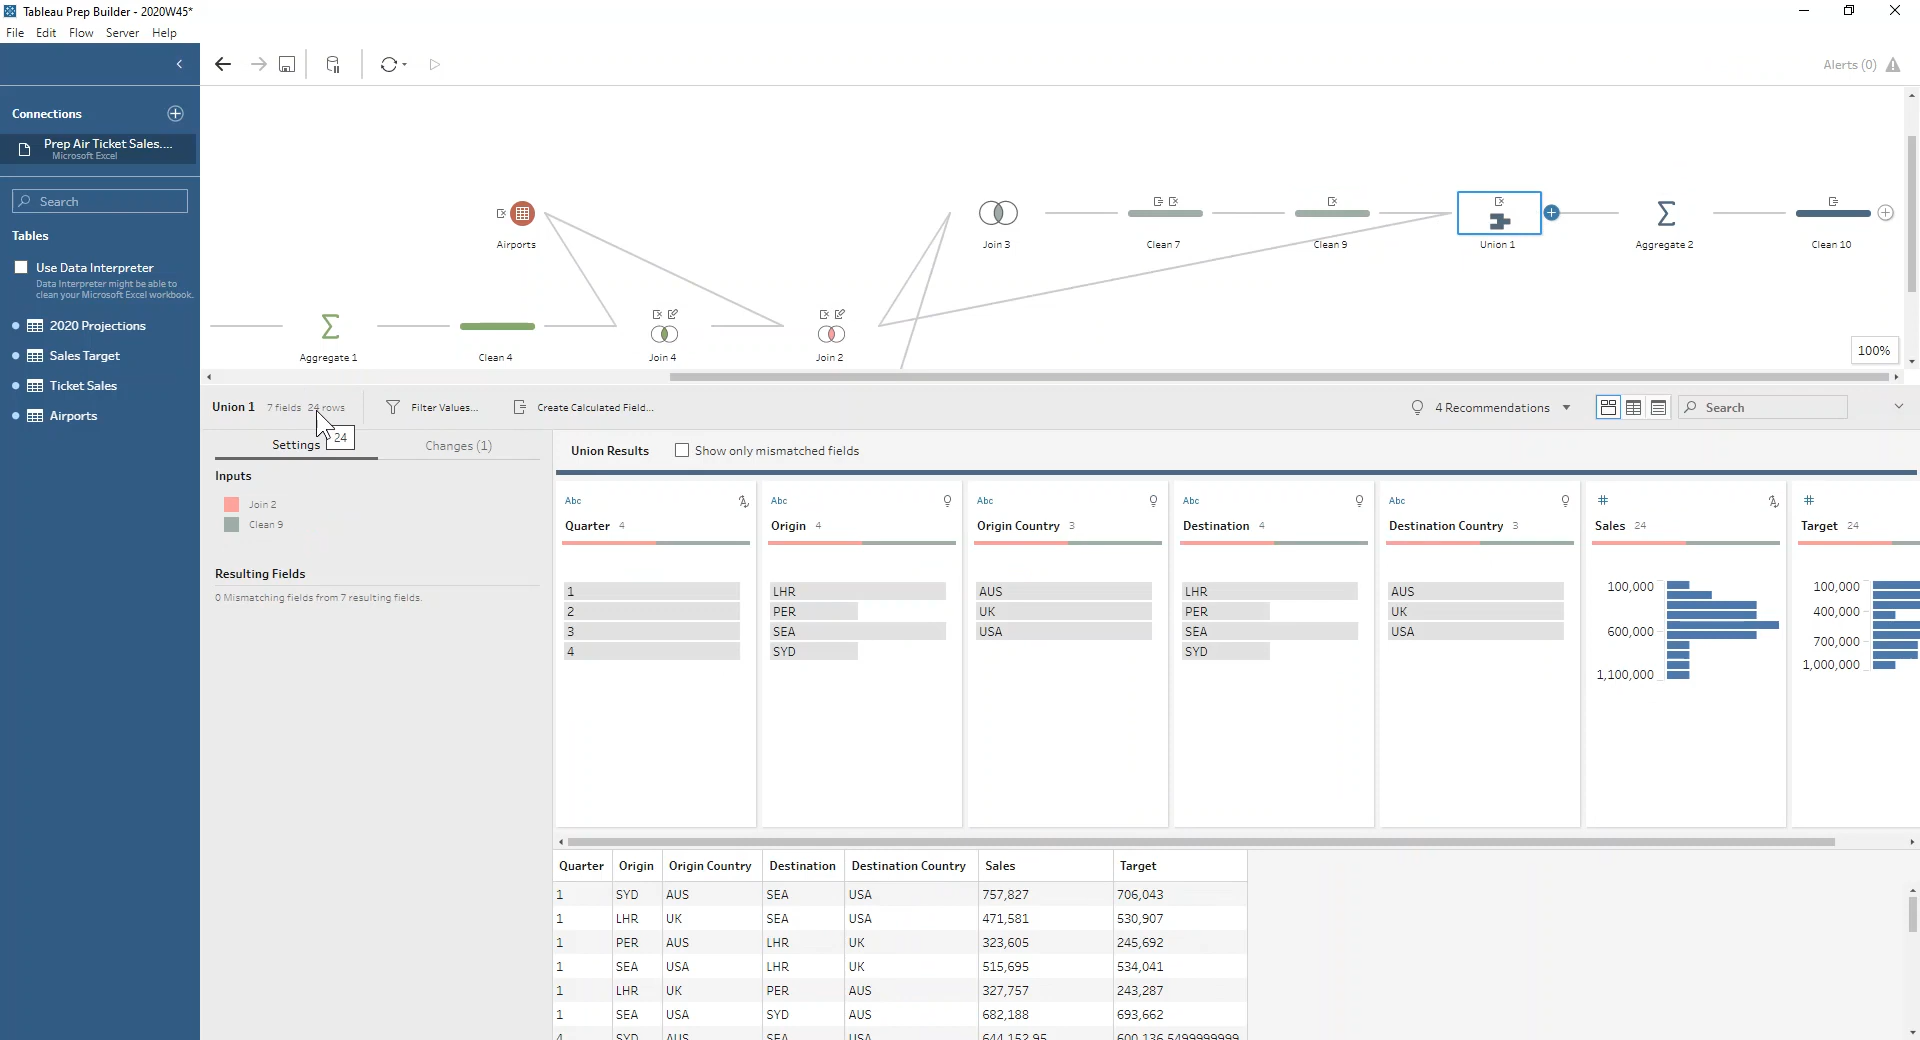 Tableau Prep Builder - 2020W45*
File Edit Flow Server Help
Alerts (0)
Connections
Prep Air Ticket Sales....
Microsoft Excel
Search
Tables
Use Data Interpreter
Data Interpreter might be able to
clean your Microsoft Excel workbook.
2020 Projections
Sales Target
Ticket Sales
Airports
Airports
Join 3
Clean 7
Clean 9
Union 1
Aggregate 2
Clean 10
Aggregate 1
Clean 4
Join 4
Join 2
100%
Union 1 7 fields 24 rows
Filter Values...
Create Calculated Field...
4 Recommendations
Search
24
Settings
Changes (1)
Inputs
Join 2
Clean 9
Resulting Fields
0 Mismatching fields from 7 resulting fields.
Union Results
Show only mismatched fields
Abc
Quarter 4
1
2
3
4
Abc
Origin 4
LHR
PER
SEA
SYD
Abc
Origin Country 3
AUS
UK
USA
Abc
Destination 4
LHR
PER
SEA
SYD
Abc
Destination Country 3
AUS
UK
USA
#
Sales 24
100,000
600,000
1,100,000
#
Target 24
100,000
400,000
700,000
1,000,000
Quarter Origin Origin Country Destination Destination Country Sales Target
1 SYD AUS SEA USA 757,827 706,043
1 LHR UK SEA USA 471,581 530,907
1 PER AUS LHR UK 323,605 245,692
1 SEA USA LHR UK 515,695 534,041
1 LHR UK PER AUS 327,757 243,287
1 SEA USA SYD AUS 682,188 693,662
4 SYD AUS SEA USA 644,152.95 600,136.5499999999